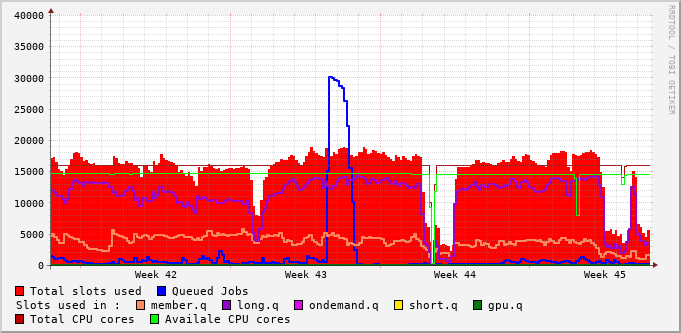 40000
35000
30000
25000
20000
15000
10000
5000
0
Week 42 Week 43 Week 44 Week 45
RRDTOOL / TOBI OETIKER
Total slots used Queued Jobs
Slots used in : member.q long.q ondemand.q short.q gpu.q
Total CPU cores Availale CPU cores